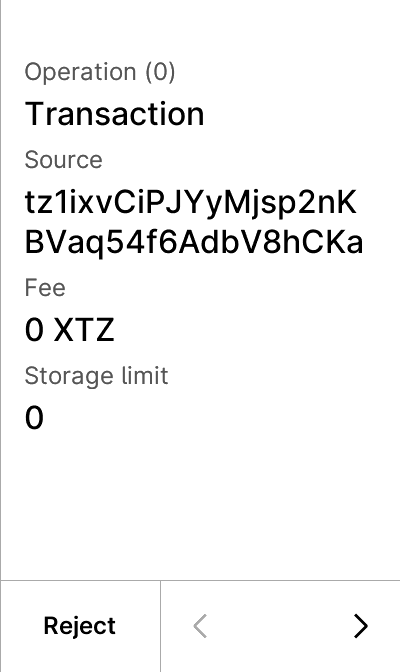 Operation (0)
Transaction
Source
tz1ixvCiPJYyMjsp2nK
BVaq54f6AdbV8hCKa
Fee
0 XTZ
Storage limit
0
Reject